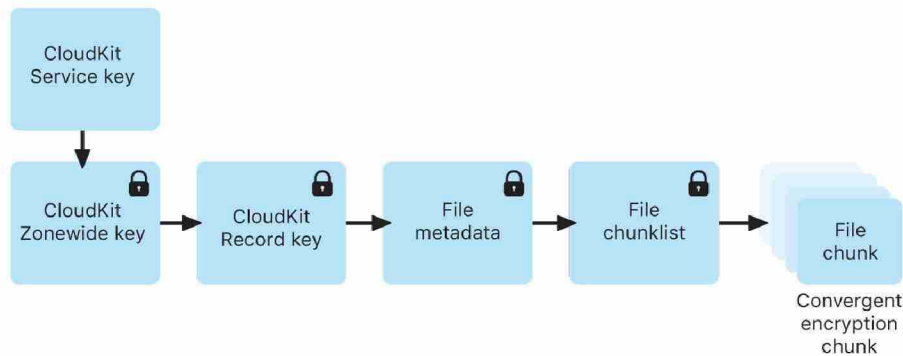 CloudKit
Service key
CloudKit
Zonewide key
CloudKit
Record key
File
metadata
File
chunklist
File
chunk
Convergent
encryption
chunk